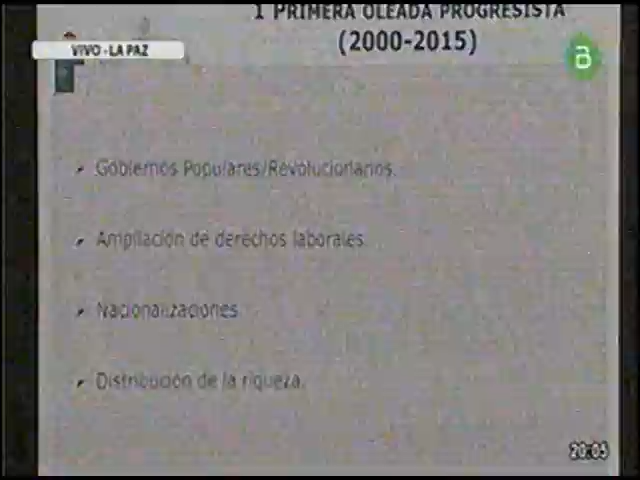 1 PRIMERA OLEADA PROGRESISTA
(2000-2015)
VIVO - LA PAZ
a
Gobiernos Populares/Revolucionarios.
Ampliación de derechos laborales.
Nacionalizaciones.
Distribución de la riqueza.
20:05